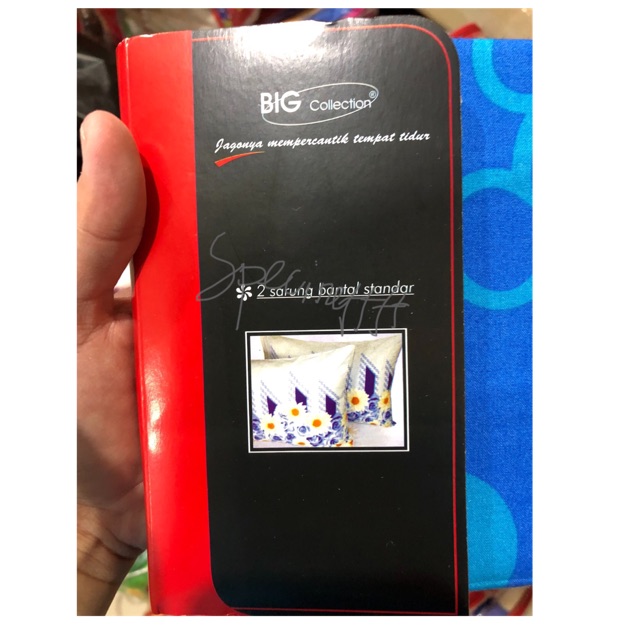 BIG Collection®
Jagonya mempercantik tempat tidur
2 sarung bantal standar